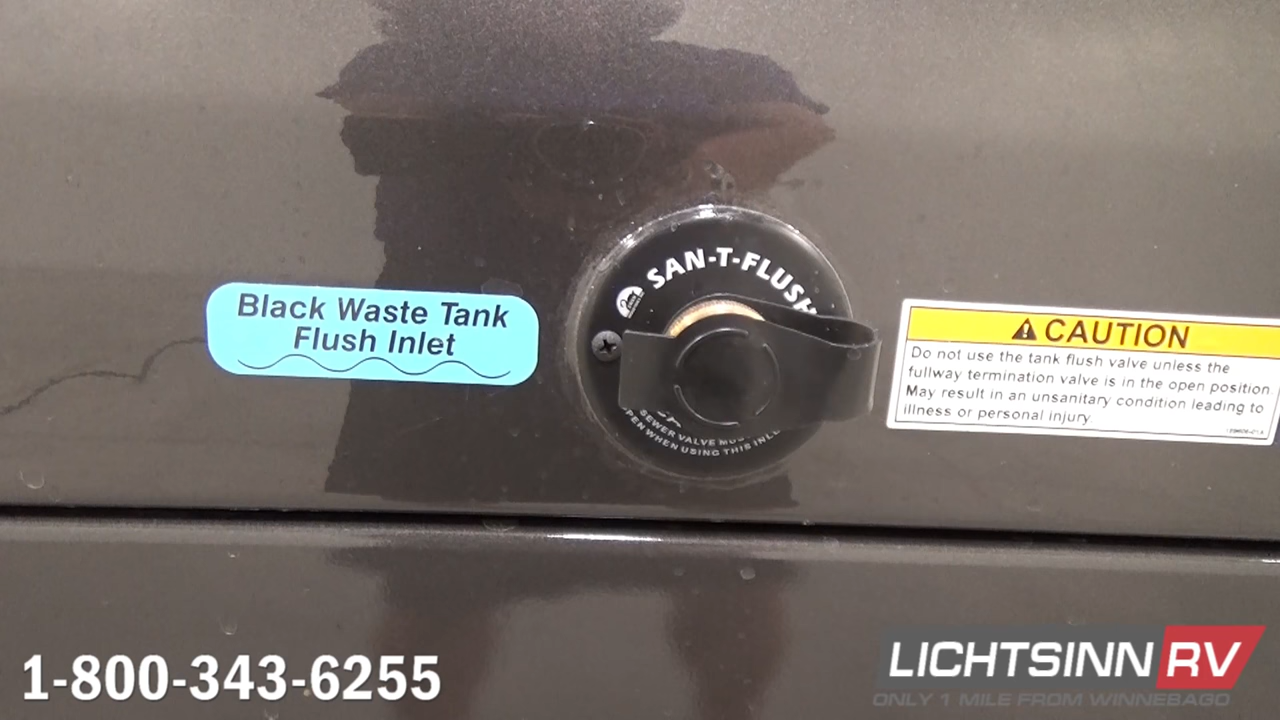 Black Waste Tank
Flush Inlet
SAN-T-FLUSH
SEWER VALVE MUST
OPEN WHEN USING THIS INLET
CAUTION
Do not use the tank flush valve unless the
fullway termination valve is in the open position.
May result in an unsanitary condition leading to
illness or personal injury.
1-800-343-6255
LICHTSINN RV
ONLY 1 MILE FROM WINNEBAGO